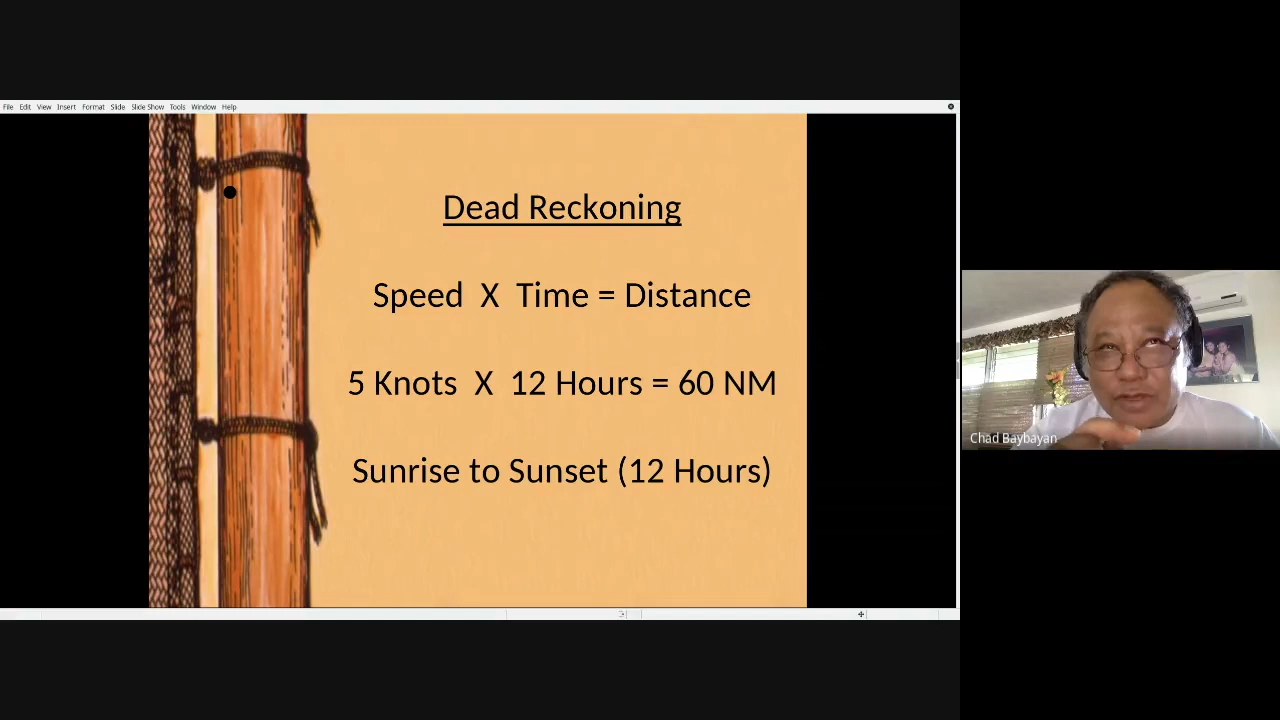 File Edit View Insert Format Slide Slide Show Tools Window Help
Dead Reckoning
Speed X Time = Distance
5 Knots X 12 Hours = 60 NM
Sunrise to Sunset (12 Hours)
Chad Baybayan